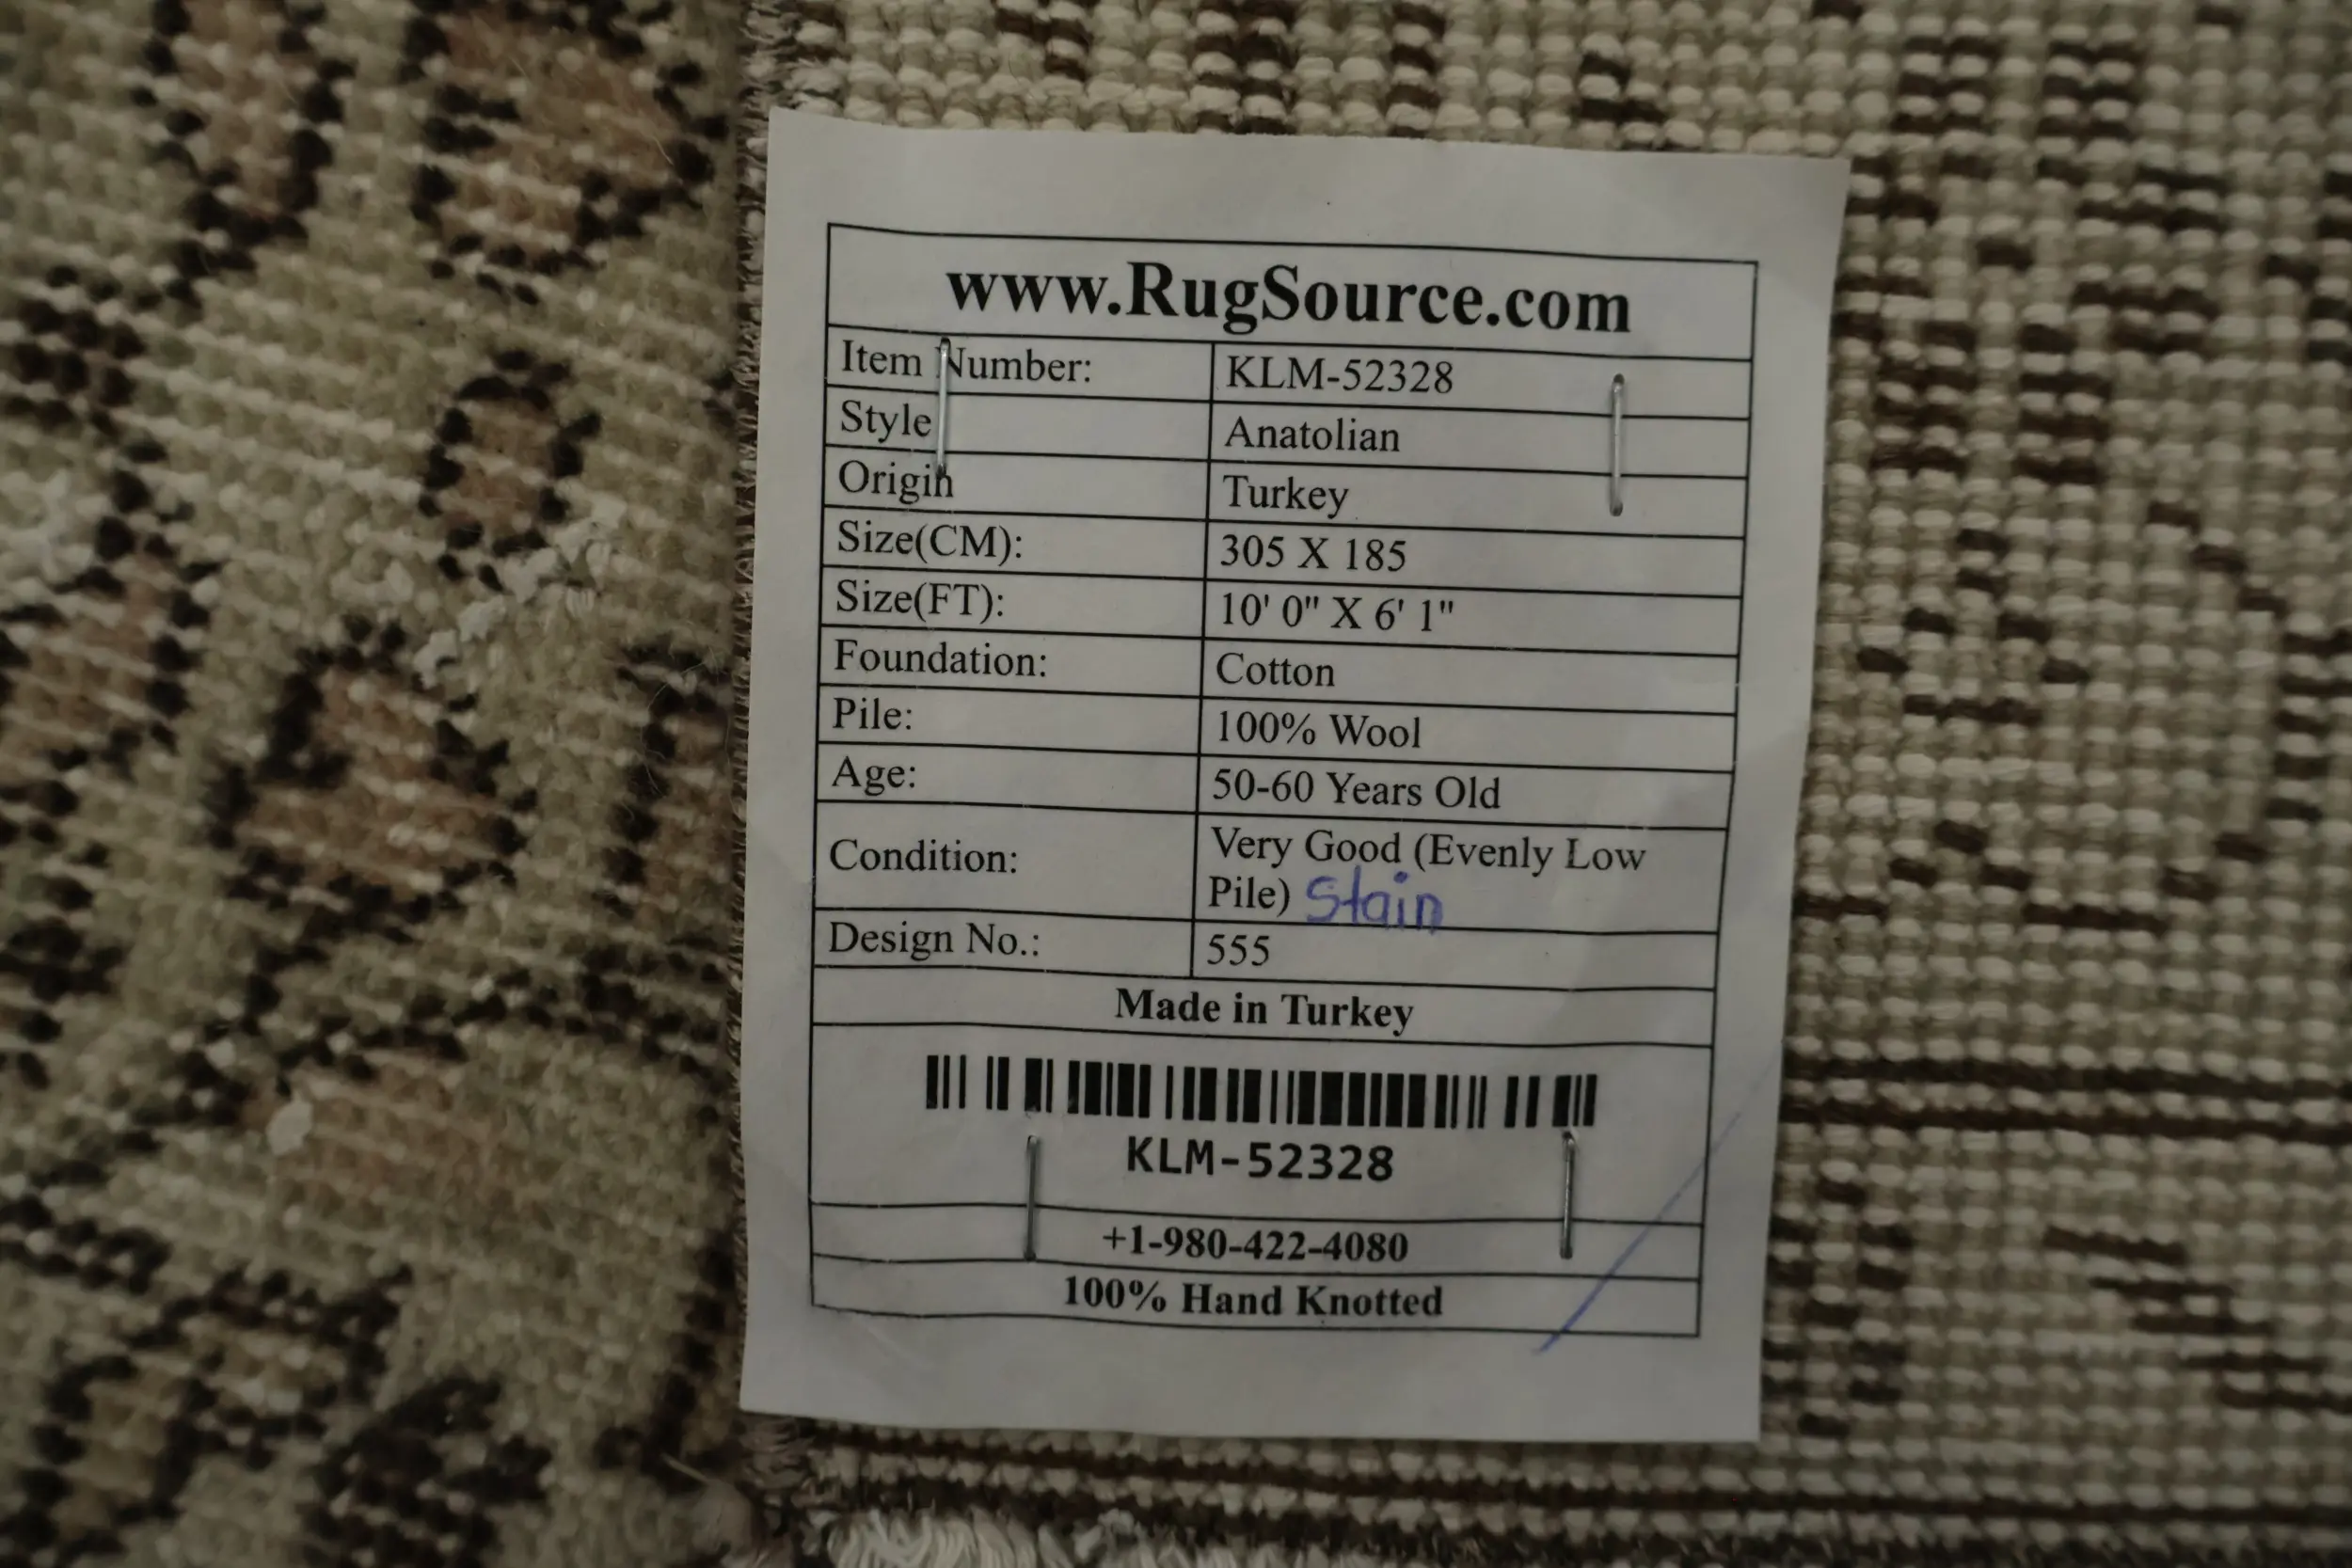 www.RugSource.com
Item Number: KLM-52328
Style Anatolian
Origin Turkey
Size(CM): 305 X 185
Size(FT): 10' 0" X 6' 1"
Foundation: Cotton
Pile: 100% Wool
Age: 50-60 Years Old
Condition: Very Good (Evenly Low
Pile) Stain
Design No.: 555
Made in Turkey
KLM-52328
+1-980-422-4080
100% Hand Knotted